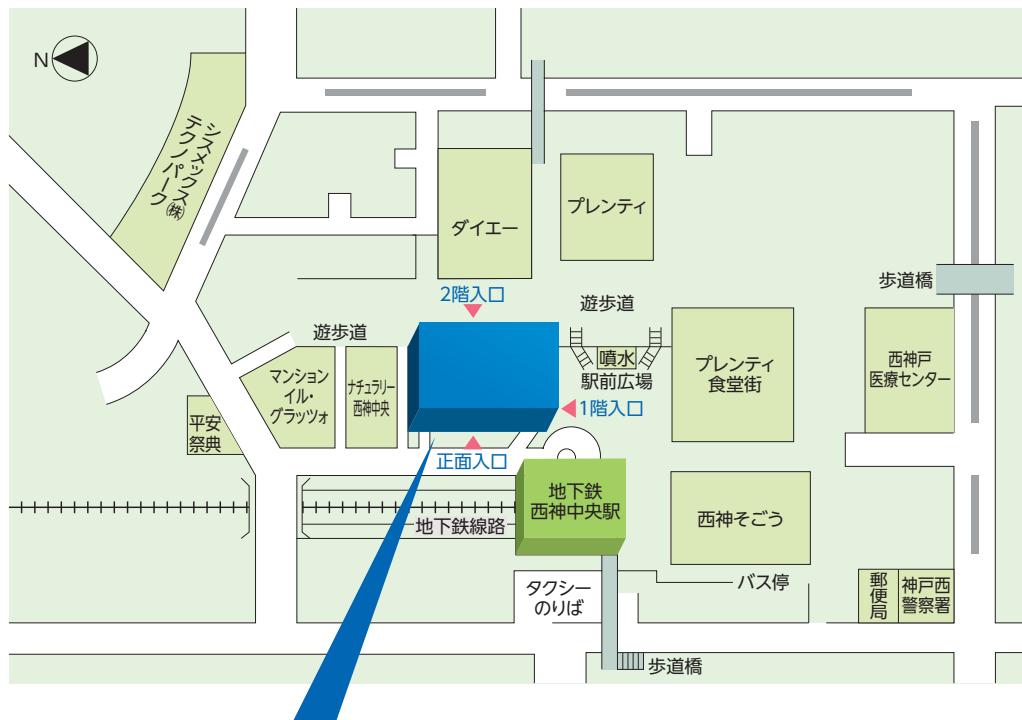 N
シスメックス㈱
テクノパーク
ダイエー
プレンティ
2階入口
遊歩道
歩道橋
遊歩道
噴水
駅前広場
プレンティ
食堂街
西神戸
医療センター
マンション
イル・
グラッツォ
ナチュラリー
西神中央
1階入口
平安
祭典
正面入口
地下鉄
西神中央駅
西神そごう
地下鉄線路
タクシー
のりば
バス停
郵便局
神戸西
警察署
歩道橋